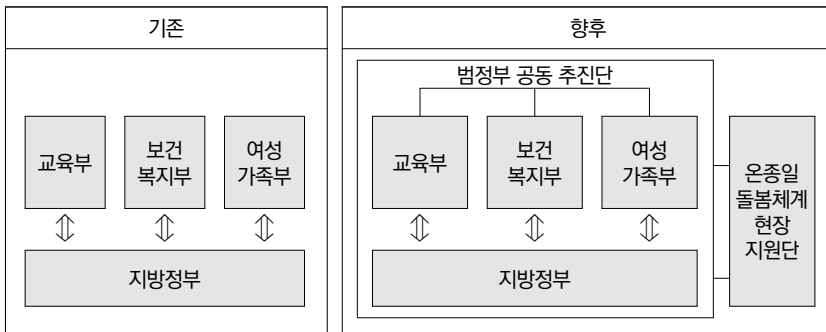 기존
교육부
보건
복지부
여성
가족부
지방정부
향후
범정부 공동 추진단
교육부
보건
복지부
여성
가족부
지방정부
온종일
돌봄체계
현장
지원단